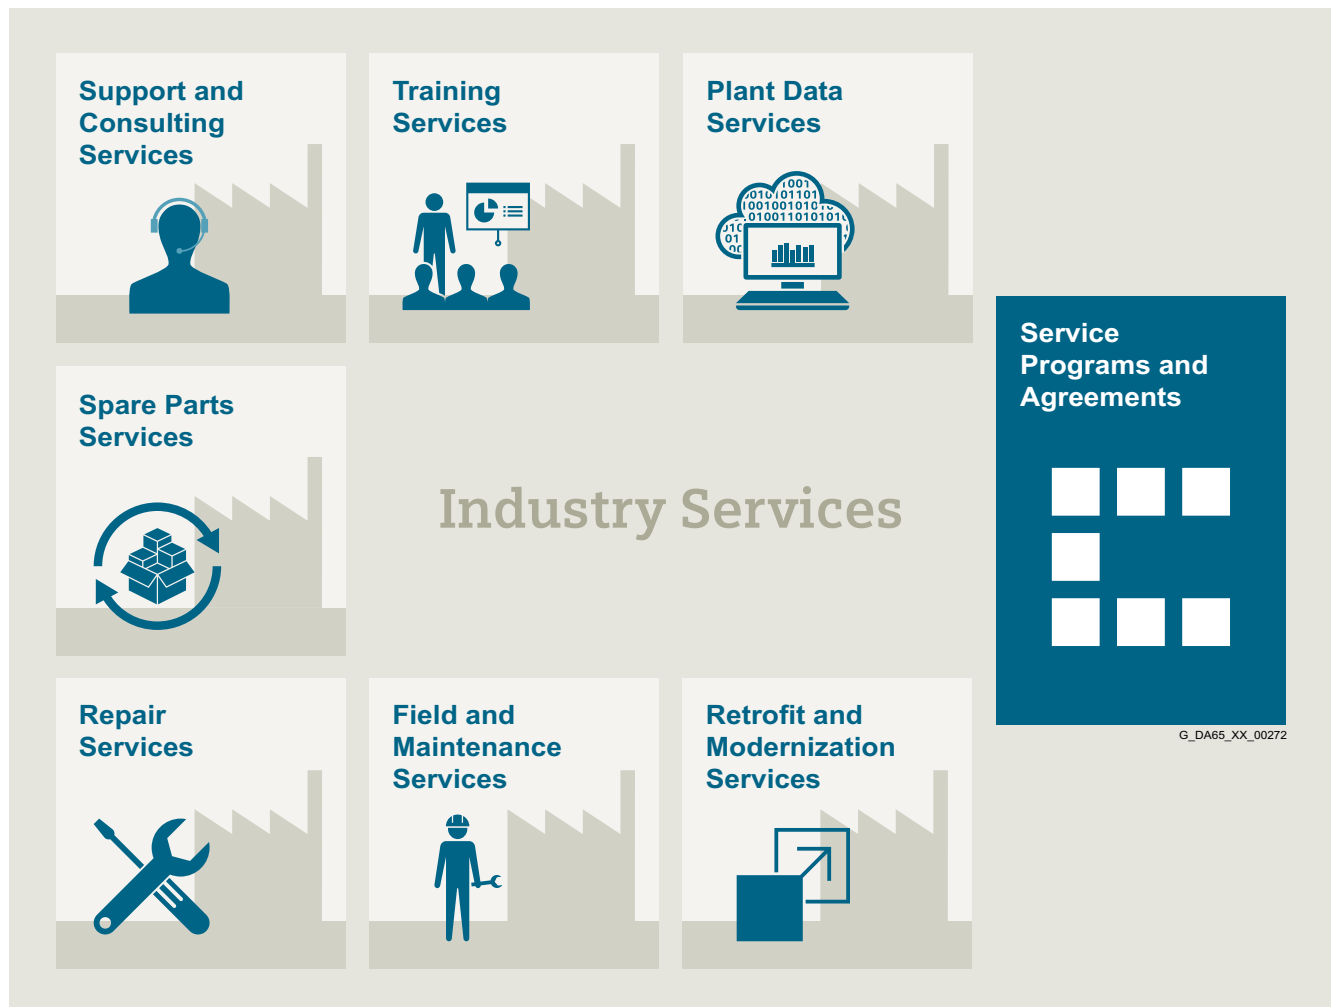 Support and
Consulting
Services
Training
Services
Plant Data
Services
Service
Programs and
Agreements
Spare Parts
Services
Industry Services
Repair
Services
Field and
Maintenance
Services
Retrofit and
Modernization
Services
G_DA65_XX_00272